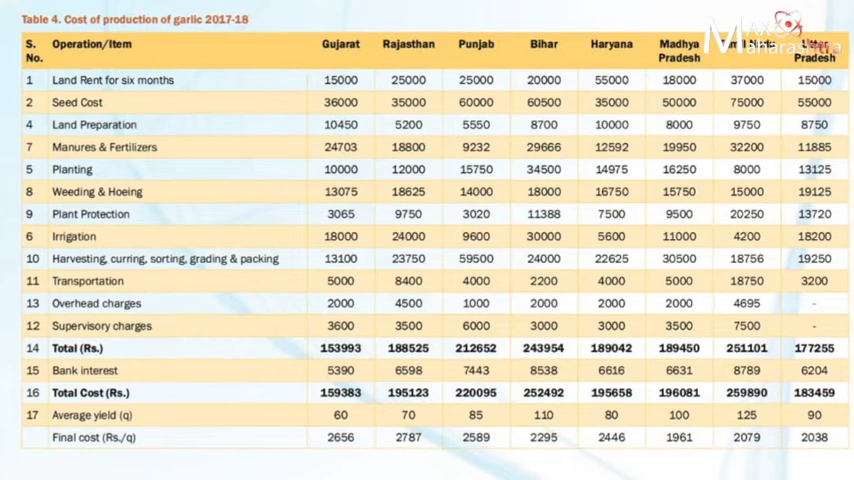 Table 4. Cost of production of garlic 2017-18
MAX Maharashtra
S. No. Operation/Item Gujarat Rajasthan Punjab Bihar Haryana Madhya Pradesh Pradesh
1 Land Rent for six months 15000 25000 25000 20000 55000 18000 37000 15000
2 Seed Cost 36000 35000 60000 60500 35000 50000 75000 55000
4 Land Preparation 10450 5200 5550 8700 10000 8000 9750 8750
7 Manures & Fertilizers 24703 18800 9232 29666 12592 19950 32200 11885
5 Planting 10000 12000 15750 34500 14975 16250 8000 13125
8 Weeding & Hoeing 13075 18625 14000 18000 16750 15750 15000 19125
9 Plant Protection 3065 9750 3020 11388 7500 9500 20250 13720
6 Irrigation 18000 24000 9600 30000 5600 11000 4200 18200
10 Harvesting, curring, sorting, grading & packing 13100 23750 59500 24000 22625 30500 18756 19250
11 Transportation 5000 8400 4000 2200 4000 5000 18750 3200
13 Overhead charges 2000 4500 1000 2000 2000 2000 4695 -
12 Supervisory charges 3600 3500 6000 3000 3000 3500 7500 -
14 Total (Rs.) 153993 188525 212652 243954 189042 189450 251101 177255
15 Bank interest 5390 6598 7443 8538 6616 6631 8789 6204
16 Total Cost (Rs.) 159383 195123 220095 252492 195658 196081 259890 183459
17 Average yield (q) 60 70 85 110 80 100 125 90
Final cost (Rs./q) 2656 2787 2589 2295 2446 1961 2079 2038